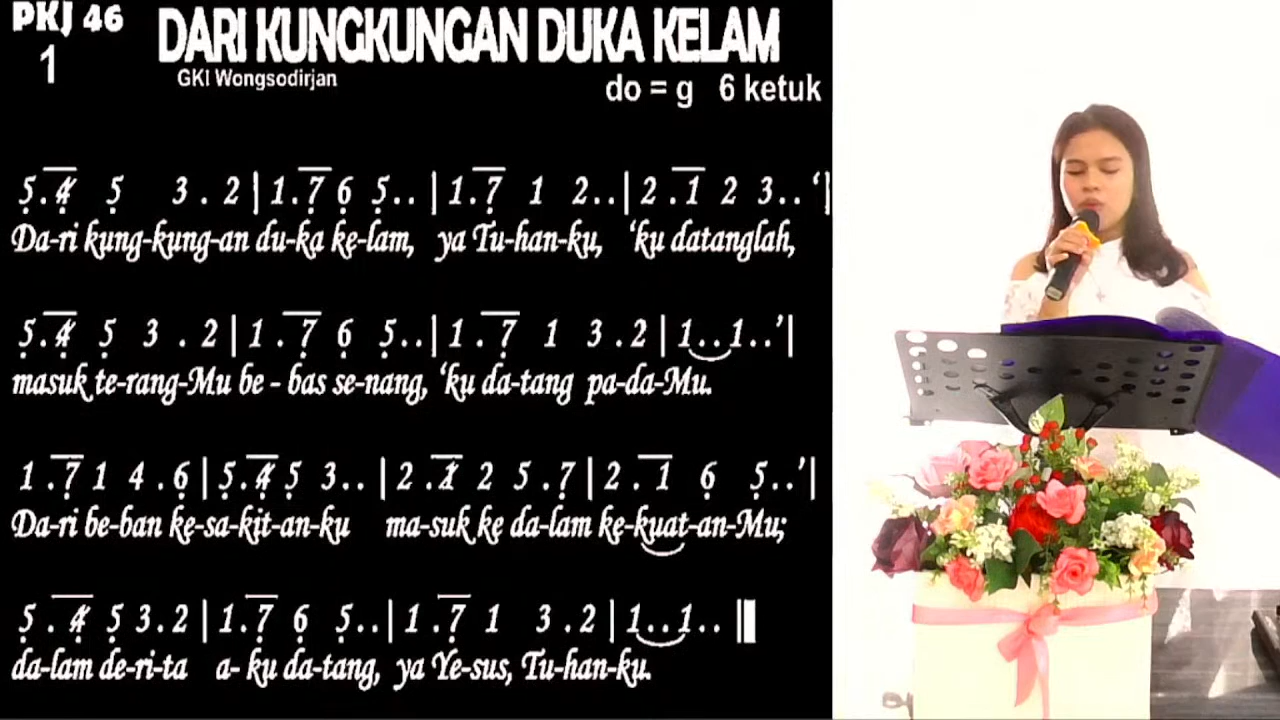 PKJ 46
1
DARI KUNGKUNGAN DUKA KELAM
GKI Wongsodirjan
do = g 6 ketuk
5 . 4 5 3 . 2 | 1 . 7 6 5 . . | 1 . 7 1 2 . . | 2 . 1 2 3 . . ‘|
Da-ri kung-kung-an du-ka ke-lam, ya Tu-han-ku, ‘ku datanglah,
5 . 4 5 3 . 2 | 1 . 7 6 5 . . | 1 . 7 1 3 . 2 | 1 . . 1 . . ’|
masuk te-rang-Mu be - bas se-nang, ‘ku da-tang pa-da-Mu.
1 . 7 1 4 . 6 | 5 . 4 5 3 . . | 2 . 1 2 5 . 7 | 2 . 1 6 5 . . ’|
Da-ri be-ban ke-sa-kit-an-ku ma-suk ke da-lam ke-kuat-an-Mu;
5 . 4 5 3 . 2 | 1 . 7 6 5 . . | 1 . 7 1 3 . 2 | 1 . . 1 . . ||
da-lam de-ri-ta a- ku da-tang, ya Ye-sus, Tu-han-ku.